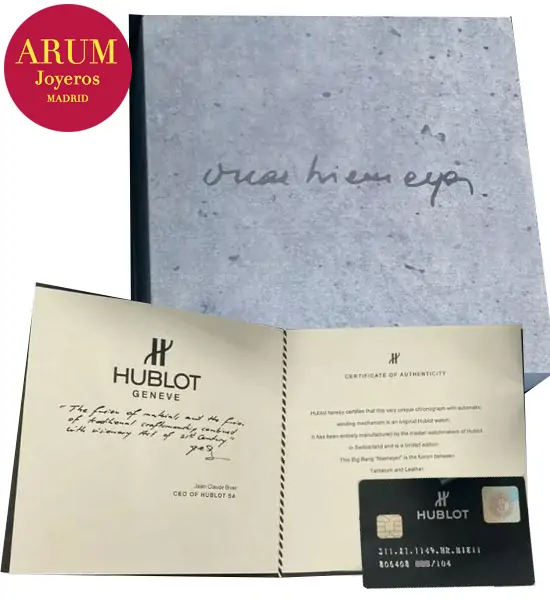 ARUM
Joyeros
MADRID
oscar niemeyer
HUBLOT
GENEVE
"The fusion of materials and the fusion
of traditional craftsmanship combined
with visionary Art of 21st Century"
Jean Claude Biver
CEO OF HUBLOT SA
CERTIFICATE OF AUTHENTICITY
Hublot hereby certifies that this very unique chronograph with automatic
winding mechanism is an original Hublot watch.
It has been entirely manufactured by the master-watchmakers of Hublot
in Switzerland and is a limited edition.
This Big Bang "Niemeyer" is the fusion between
Tantalum and Leather.
HUBLOT
/104